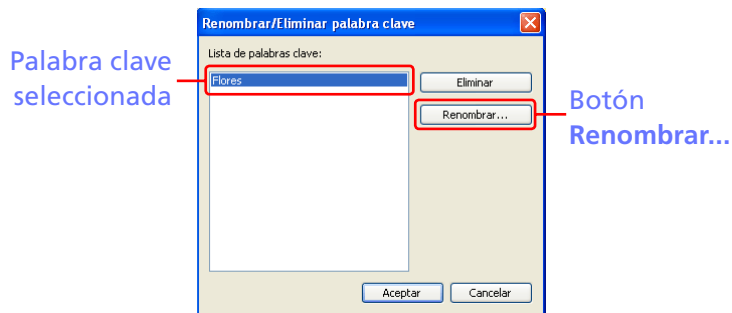 Renombrar/Eliminar palabra clave
Lista de palabras clave:
Palabra clave
seleccionada
Flores
Eliminar
Renombrar...
Botón
Renombrar...
Aceptar
Cancelar